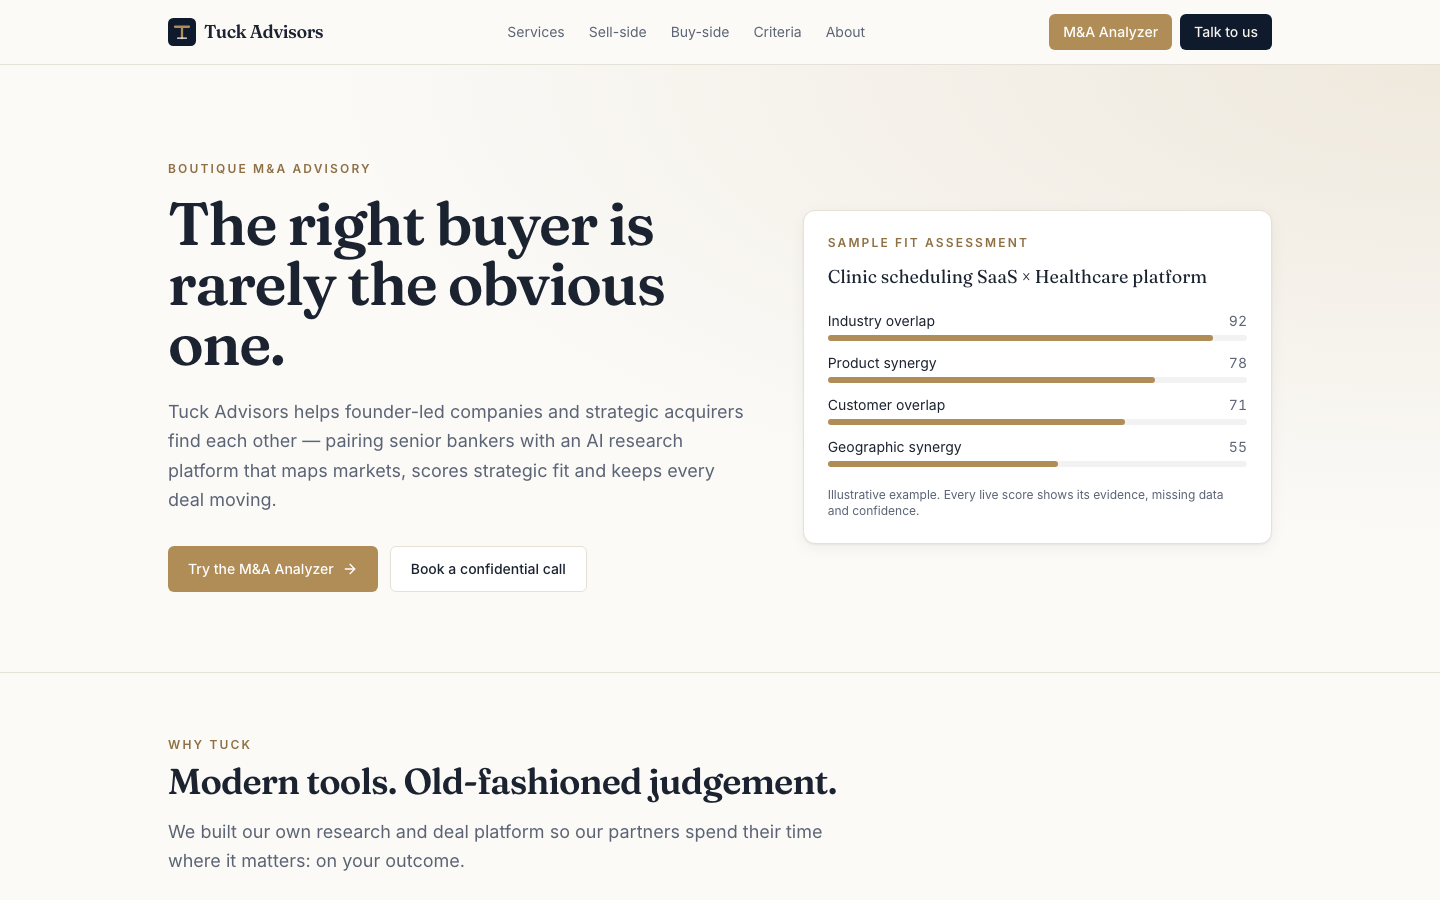 Tuck Advisors
Services
Sell-side
Buy-side
Criteria
About
M&A Analyzer
Talk to us
BOUTIQUE M&A ADVISORY
The right buyer is
rarely the obvious
one.
Tuck Advisors helps founder-led companies and strategic acquirers
find each other — pairing senior bankers with an AI research
platform that maps markets, scores strategic fit and keeps every
deal moving.
Try the M&A Analyzer →
Book a confidential call
SAMPLE FIT ASSESSMENT
Clinic scheduling SaaS × Healthcare platform
Industry overlap 92
Product synergy 78
Customer overlap 71
Geographic synergy 55
Illustrative example. Every live score shows its evidence, missing data
and confidence.
WHY TUCK
Modern tools. Old-fashioned judgement.
We built our own research and deal platform so our partners spend their time
where it matters: on your outcome.